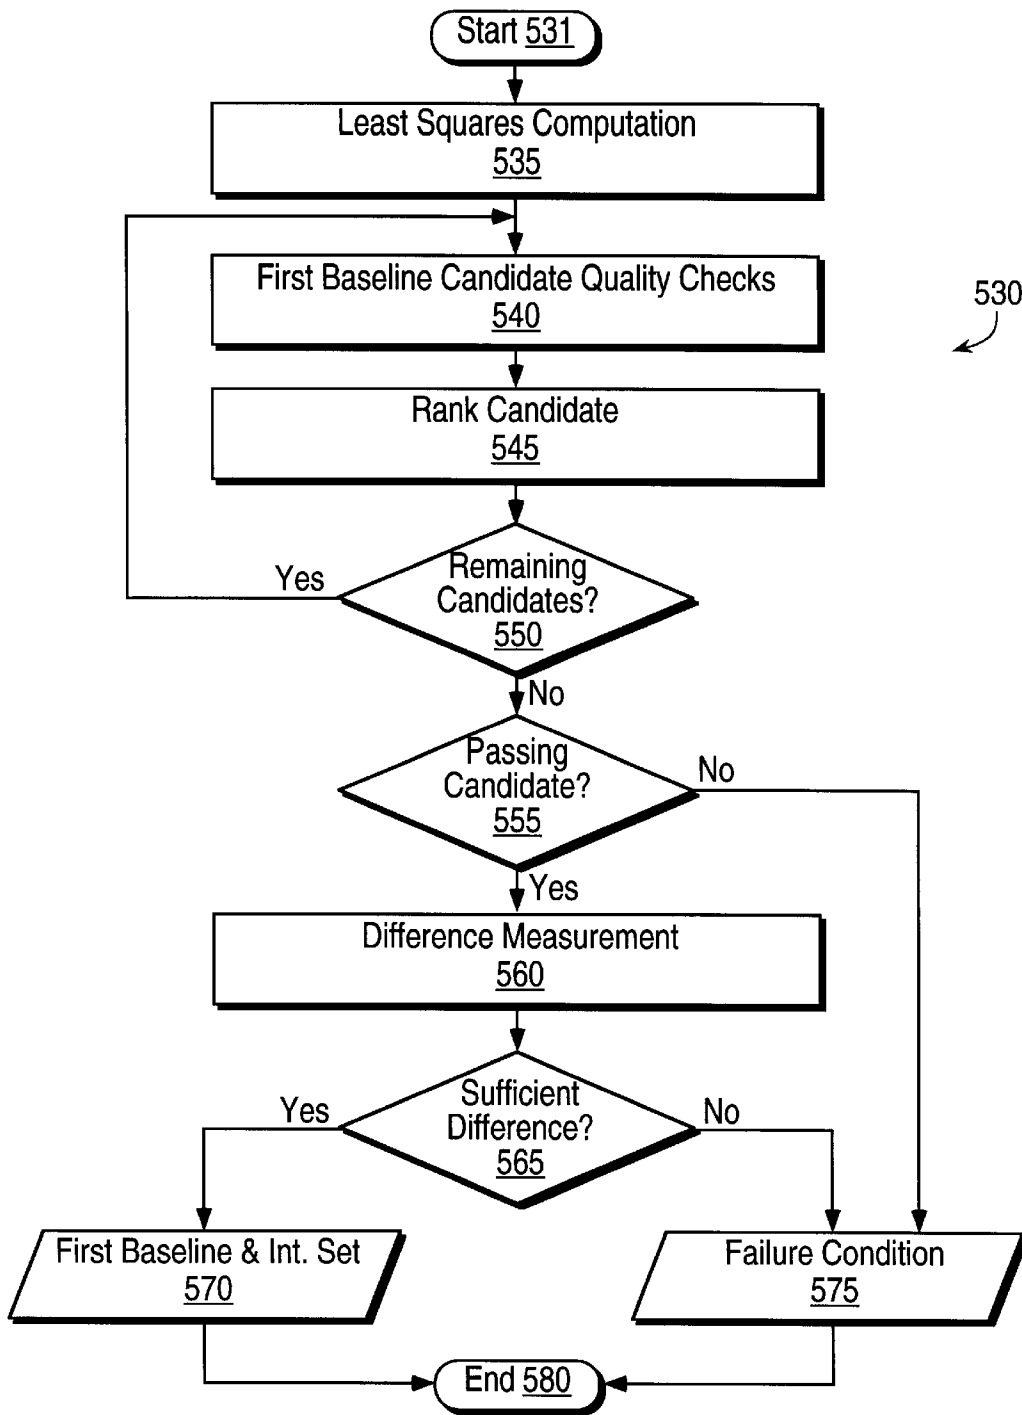 Start 531
Least Squares Computation
535
First Baseline Candidate Quality Checks
540
530
Rank Candidate
545
Remaining
Candidates?
550
Yes
No
Passing
Candidate?
555
No
Yes
Difference Measurement
560
Sufficient
Difference?
565
Yes
No
First Baseline & Int. Set
570
Failure Condition
575
End 580